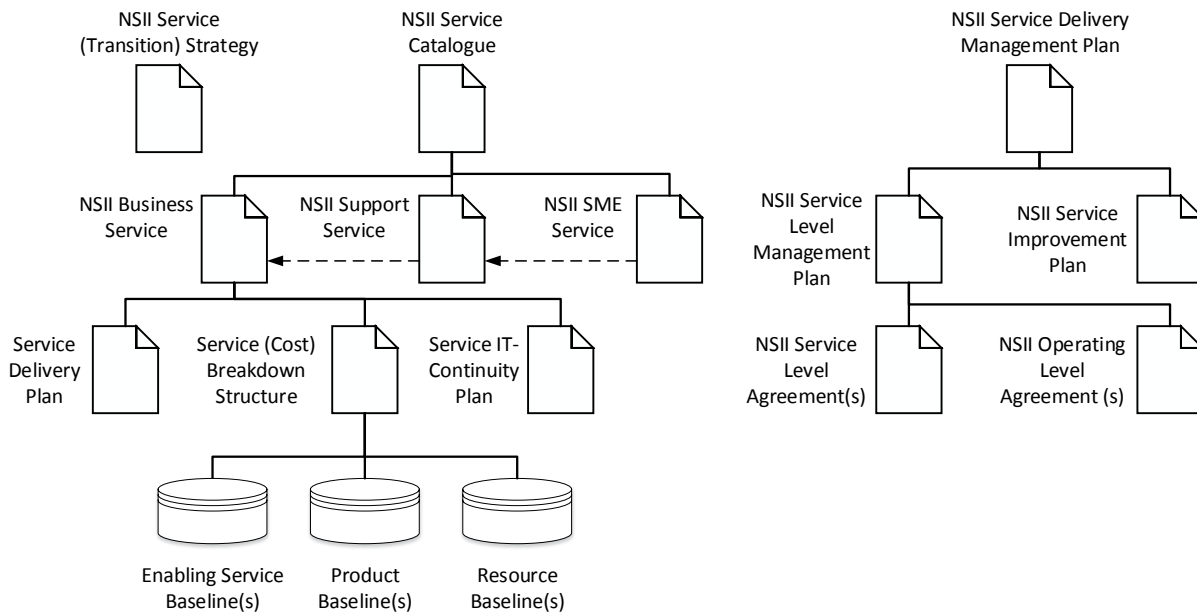 NSII Service
(Transition) Strategy
NSII Service
Catalogue
NSII Service Delivery
Management Plan
NSII Business
Service
NSII Support
Service
NSII SME
Service
NSII Service
Level
Management
Plan
NSII Service
Improvement
Plan
Service
Delivery
Plan
Service (Cost)
Breakdown
Structure
Service IT-
Continuity
Plan
NSII Service
Level
Agreement(s)
NSII Operating
Level
Agreement (s)
Enabling Service
Baseline(s)
Product
Baseline(s)
Resource
Baseline(s)